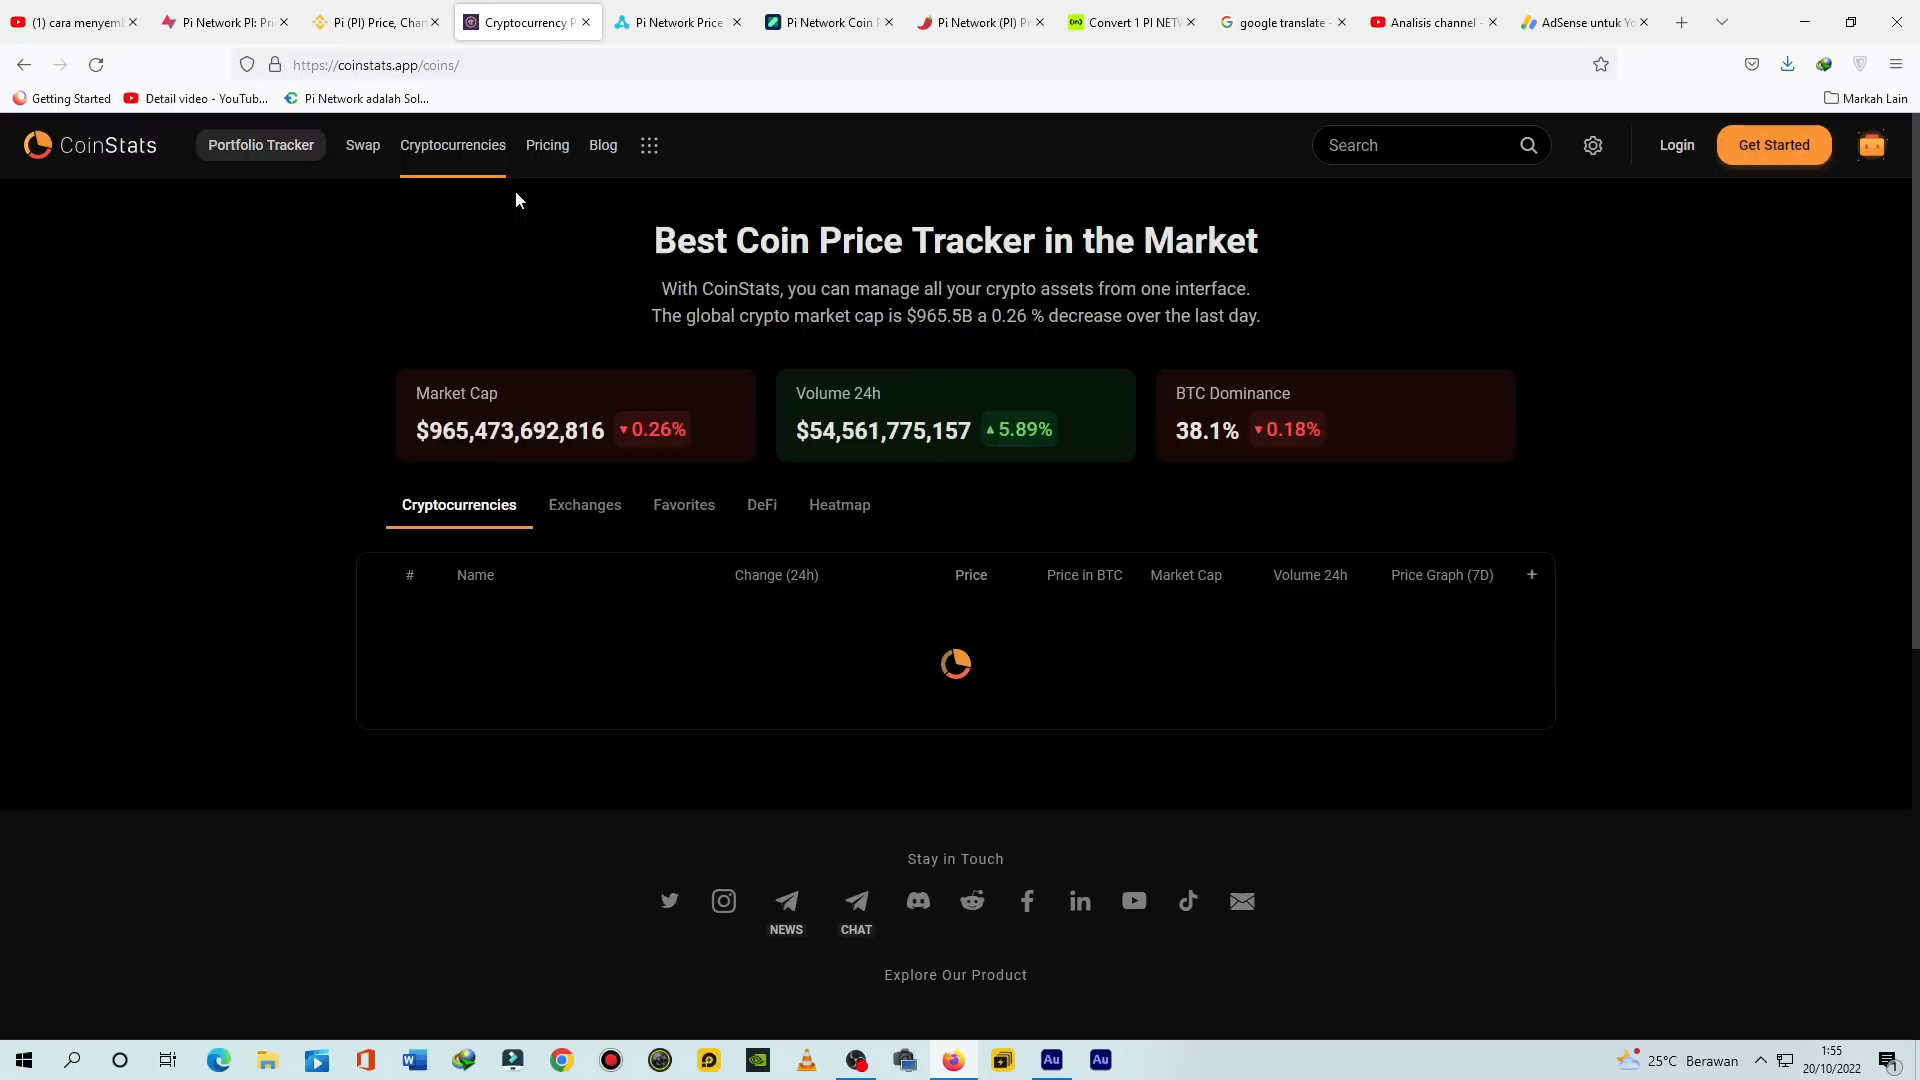 (1) cara menyem
Pi Network PI: Pri
Pi (PI) Price, Char
Cryptocurrency P
Pi Network Price T
Pi Network Coin P
Pi Network (PI) Pr
Convert 1 PI NETW
google translate -
Analisis channel -
AdSense untuk Yo
https://coinstats.app/coins/
Getting Started
Detail video - YouTub...
Pi Network adalah Sol...
Markah Lain
CoinStats
Portfolio Tracker
Swap
Cryptocurrencies
Pricing
Blog
Search
Login
Get Started
Best Coin Price Tracker in the Market
With CoinStats, you can manage all your crypto assets from one interface.
The global crypto market cap is $965.5B a 0.26 % decrease over the last day.
Market Cap
$965,473,692,816 ▾ 0.26%
Volume 24h
$54,561,775,157 ▴ 5.89%
BTC Dominance
38.1% ▾ 0.18%
Cryptocurrencies
Exchanges
Favorites
DeFi
Heatmap
# Name Change (24h) Price Price in BTC Market Cap Volume 24h Price Graph (7D) +
Stay in Touch
NEWS
CHAT
Explore Our Product
25°C Berawan
1:55
20/10/2022
1